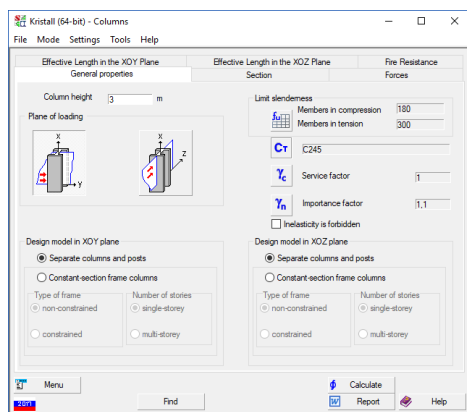 Kristall (64-bit) - Columns
File Mode Settings Tools Help
Effective Length in the XOY Plane Effective Length in the XOZ Plane Fire Resistance
General properties Section Forces
Column height 3 m
Plane of loading
X
Y
X
Z
Limit slenderness
Members in compression 180
Members in tension 300
Ст C245
γc Service factor 1
γn Importance factor 1,1
Inelasticity is forbidden
Design model in XOY plane
Separate columns and posts
Constant-section frame columns
Type of frame Number of stories
non-constrained single-storey
constrained multi-storey
Design model in XOZ plane
Separate columns and posts
Constant-section frame columns
Type of frame Number of stories
non-constrained single-storey
constrained multi-storey
Menu Calculate
Find Report Help